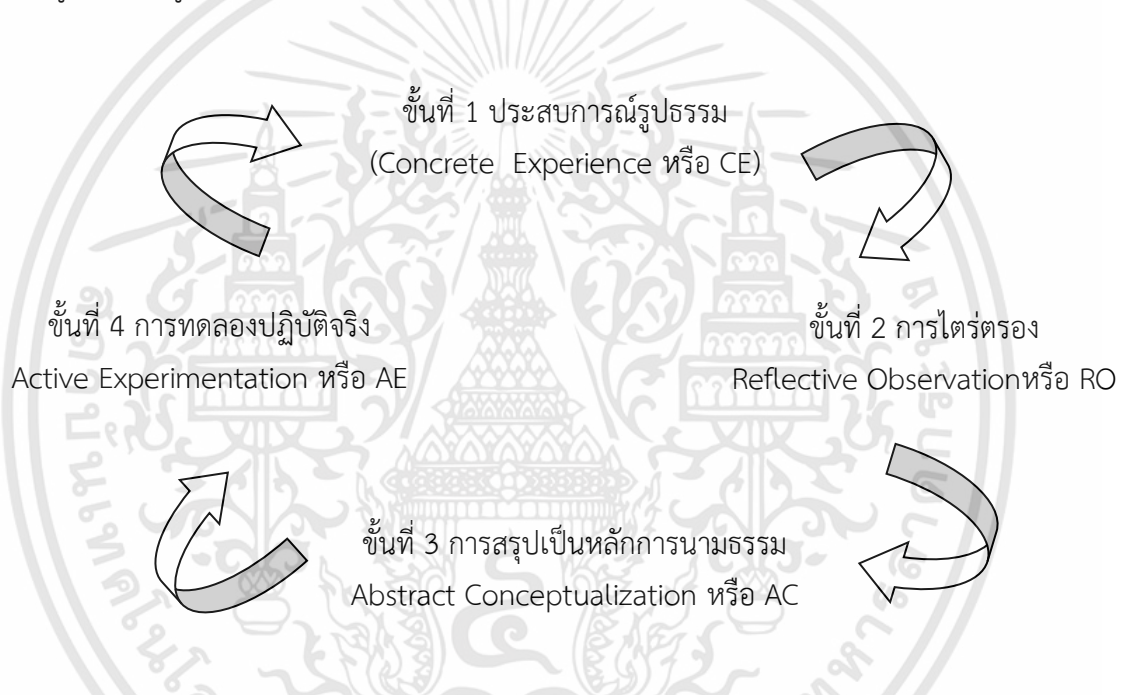 ขั้นที่ 1 ประสบการณ์รูปธรรม
(Concrete Experience หรือ CE)
ขั้นที่ 4 การทดลองปฏิบัติจริง
Active Experimentation หรือ AE
ขั้นที่ 2 การไตร่ตรอง
Reflective Observationหรือ RO
ขั้นที่ 3 การสรุปเป็นหลักการนามธรรม
Abstract Conceptualization หรือ AC